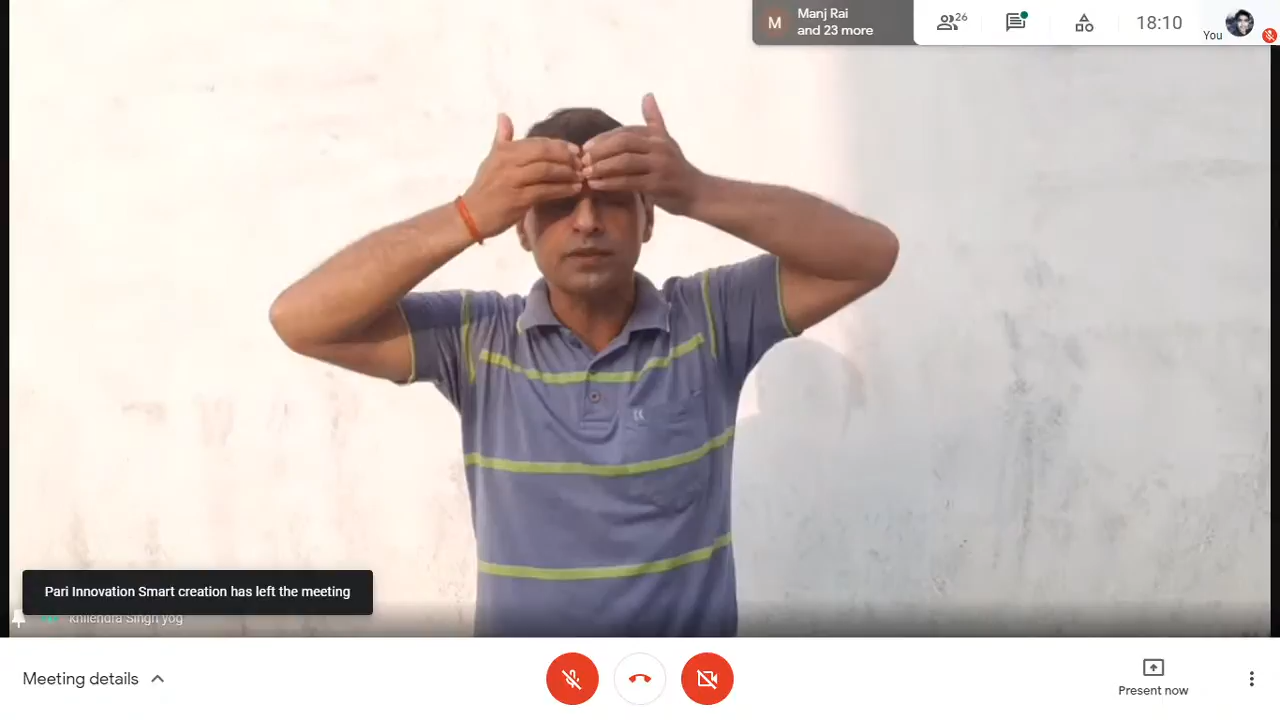 M
Manj Rai
and 23 more
26
18:10
You
Pari Innovation Smart creation has left the meeting
khilendra Singh yog
Meeting details
Present now